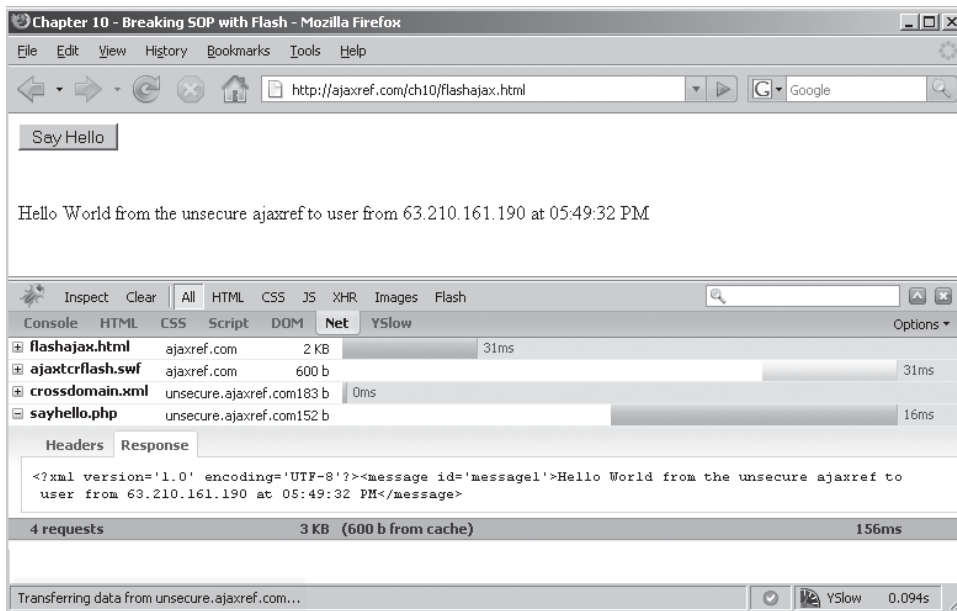 Chapter 10 - Breaking SOP with Flash - Mozilla Firefox
File Edit View History Bookmarks Tools Help
http://ajaxref.com/ch10/flashajax.html G Google
Say Hello
Hello World from the unsecure ajaxref to user from 63.210.161.190 at 05:49:32 PM
Inspect Clear All HTML CSS JS XHR Images Flash
Console HTML CSS Script DOM Net YSlow Options
flashajax.html ajaxref.com 2 KB 31ms
ajaxtcrflash.swf ajaxref.com 600 b 31ms
crossdomain.xml unsecure.ajaxref.com183 b 0ms
sayhello.php unsecure.ajaxref.com152 b 16ms
Headers Response
<?xml version='1.0' encoding='UTF-8'?><message id='message1'>Hello World from the unsecure ajaxref to
user from 63.210.161.190 at 05:49:32 PM</message>
4 requests 3 KB (600 b from cache) 156ms
Transferring data from unsecure.ajaxref.com... YSlow 0.094s